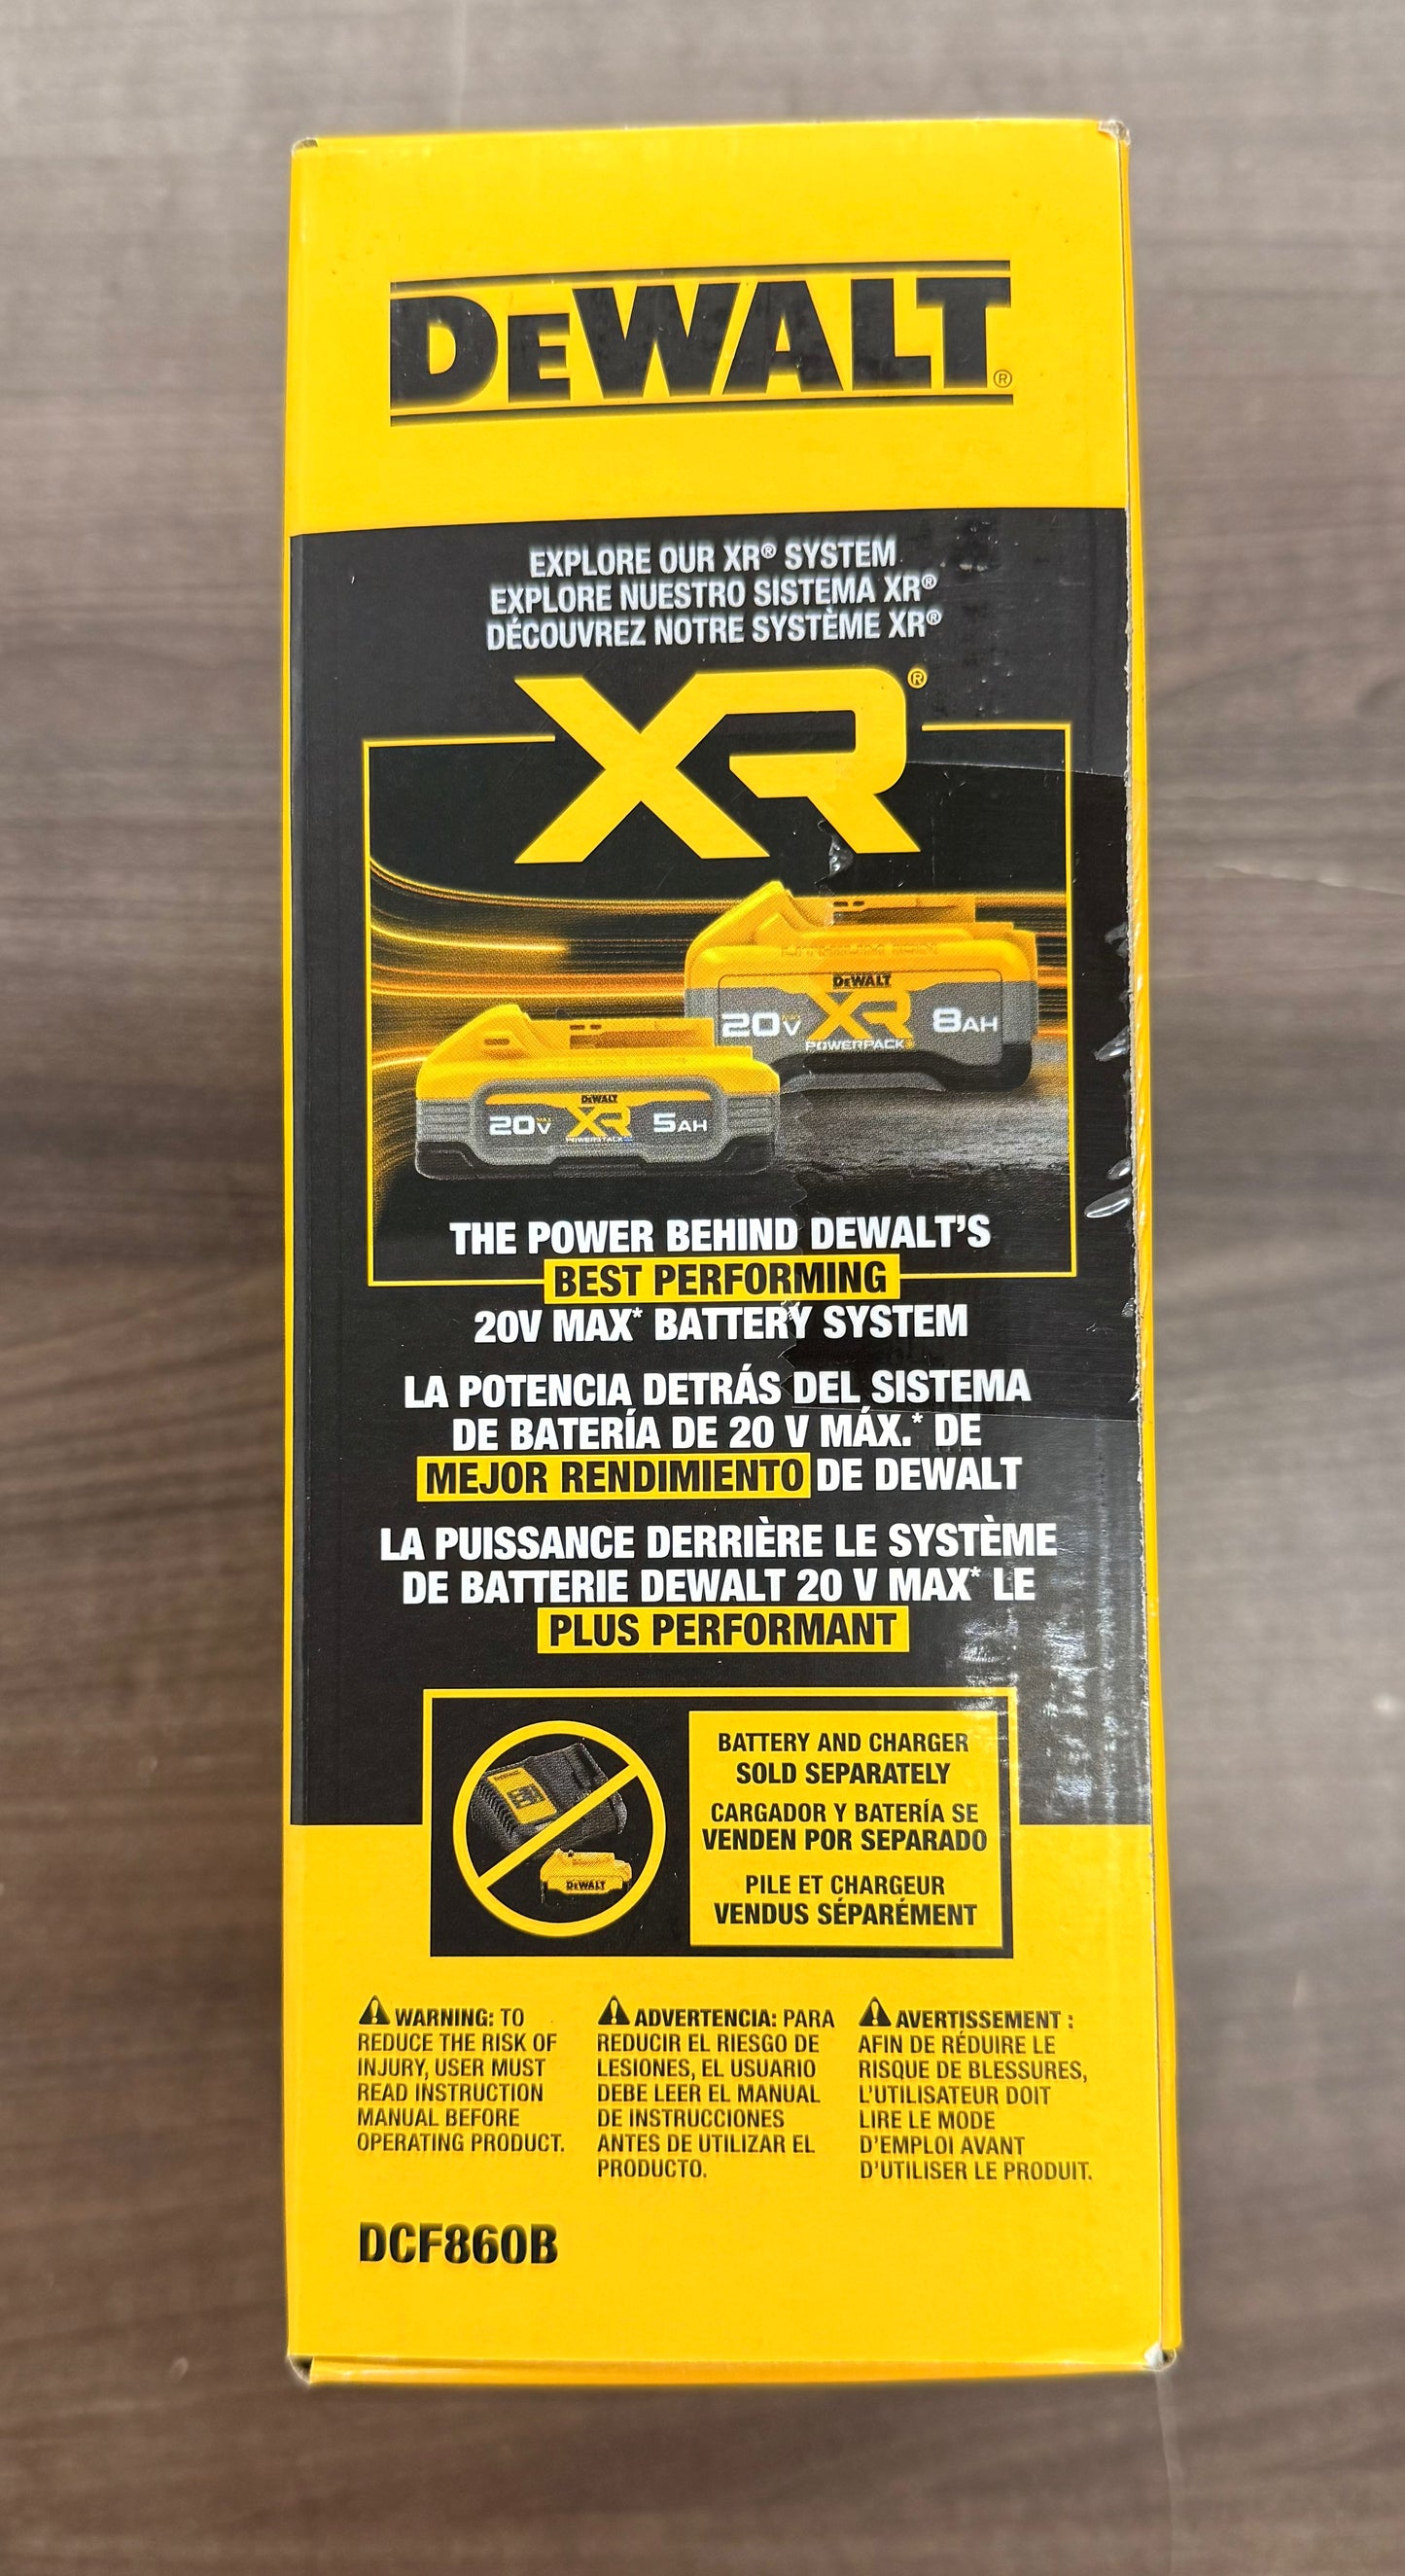 DEWALT®
EXPLORE OUR XR® SYSTEM
EXPLORE NUESTRO SISTEMA XR®
DÉCOUVREZ NOTRE SYSTÈME XR®
XR®
LITHIUM ION
DEWALT
20V XR 8AH
POWERPACK
DEWALT
20V MAX XR 5AH
POWERSTACK
THE POWER BEHIND DEWALT'S
BEST PERFORMING
20V MAX* BATTERY SYSTEM
LA POTENCIA DETRÁS DEL SISTEMA
DE BATERÍA DE 20 V MÁX.* DE
MEJOR RENDIMIENTO DE DEWALT
LA PUISSANCE DERRIÈRE LE SYSTÈME
DE BATTERIE DEWALT 20 V MAX* LE
PLUS PERFORMANT
BATTERY AND CHARGER
SOLD SEPARATELY
CARGADOR Y BATERÍA SE
VENDEN POR SEPARADO
PILE ET CHARGEUR
VENDUS SÉPARÉMENT
DEWALT
WARNING: TO
REDUCE THE RISK OF
INJURY, USER MUST
READ INSTRUCTION
MANUAL BEFORE
OPERATING PRODUCT.
ADVERTENCIA: PARA
REDUCIR EL RIESGO DE
LESIONES, EL USUARIO
DEBE LEER EL MANUAL
DE INSTRUCCIONES
ANTES DE UTILIZAR EL
PRODUCTO.
AVERTISSEMENT :
AFIN DE RÉDUIRE LE
RISQUE DE BLESSURES,
L'UTILISATEUR DOIT
LIRE LE MODE
D'EMPLOI AVANT
D'UTILISER LE PRODUIT.
DCF860B